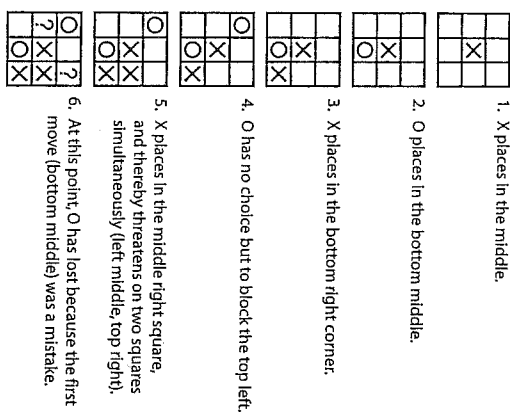 X
1. X places in the middle.
X
O
2. O places in the bottom middle.
X
O X
3. X places in the bottom right corner.
O
X
O X
4. O has no choice but to block the top left.
O
X X
O X
5. X places in the middle right square,
and thereby threatens on two squares
simultaneously (left middle, top right).
O ?
? X X
O X
6. At this point, O has lost because the first
move (bottom middle) was a mistake.